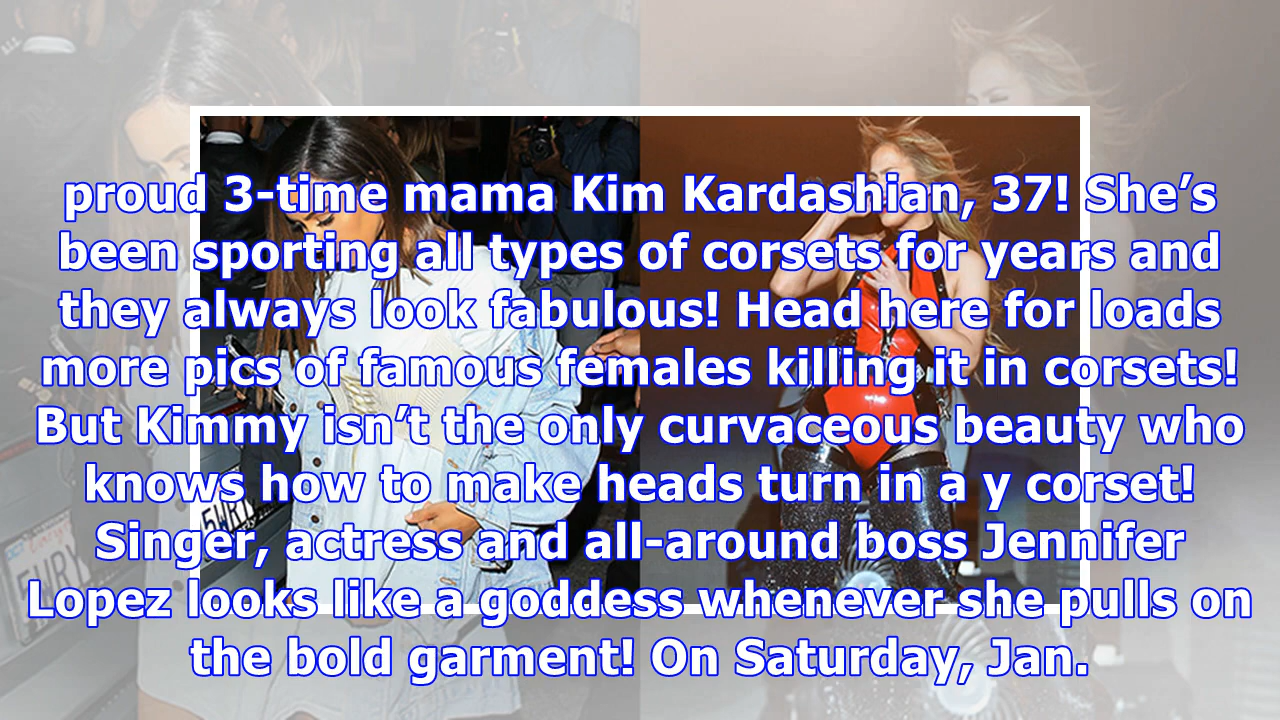 proud 3-time mama Kim Kardashian, 37! She’s
been sporting all types of corsets for years and
they always look fabulous! Head here for loads
more pics of famous females killing it in corsets!
But Kimmy isn’t the only curvaceous beauty who
knows how to make heads turn in a y corset!
Singer, actress and all-around boss Jennifer
Lopez looks like a goddess whenever she pulls on
the bold garment! On Saturday, Jan.